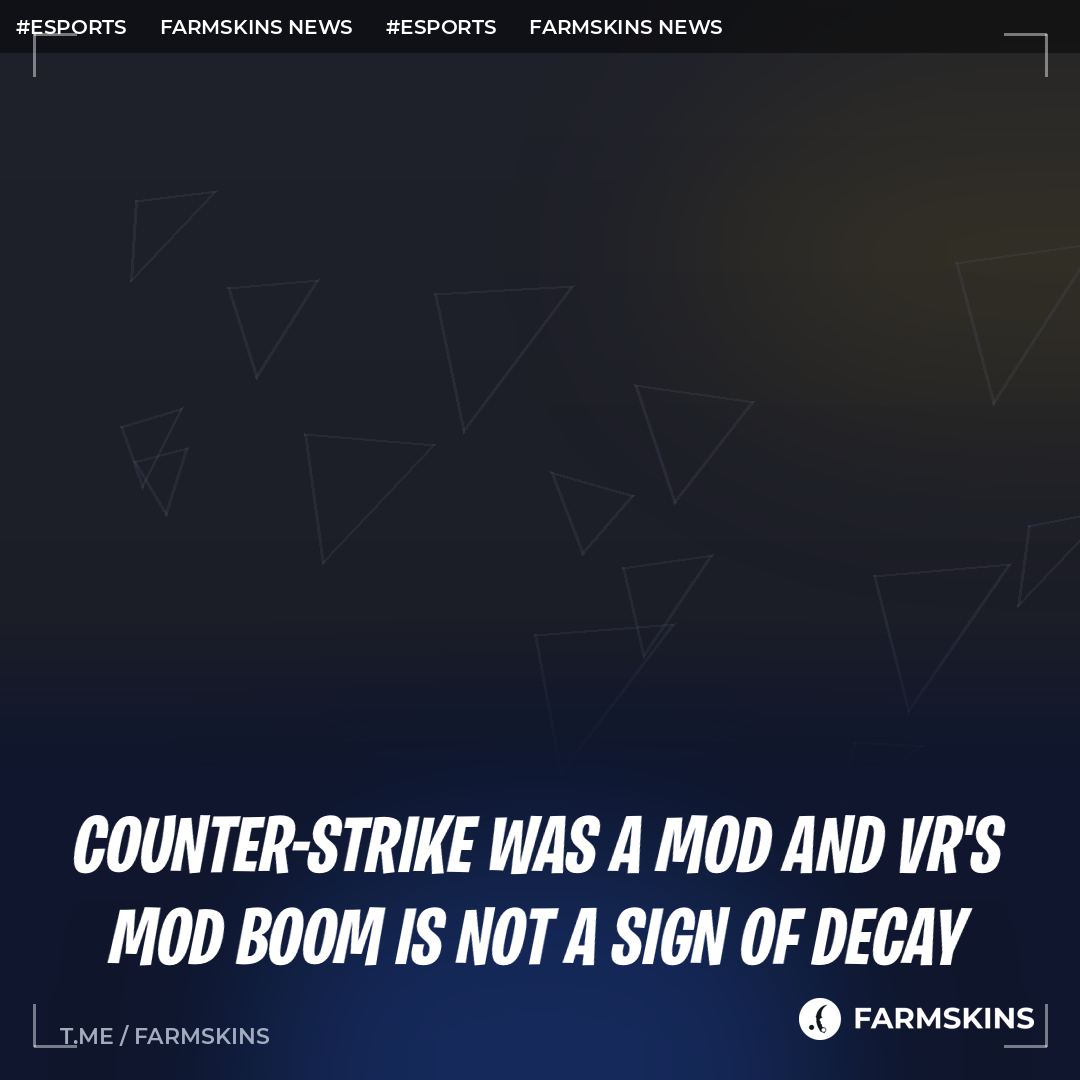 #ESPORTS FARMSKINS NEWS #ESPORTS FARMSKINS NEWS
COUNTER-STRIKE WAS A MOD AND VR'S
MOD BOOM IS NOT A SIGN OF DECAY
T.ME / FARMSKINS
FARMSKINS